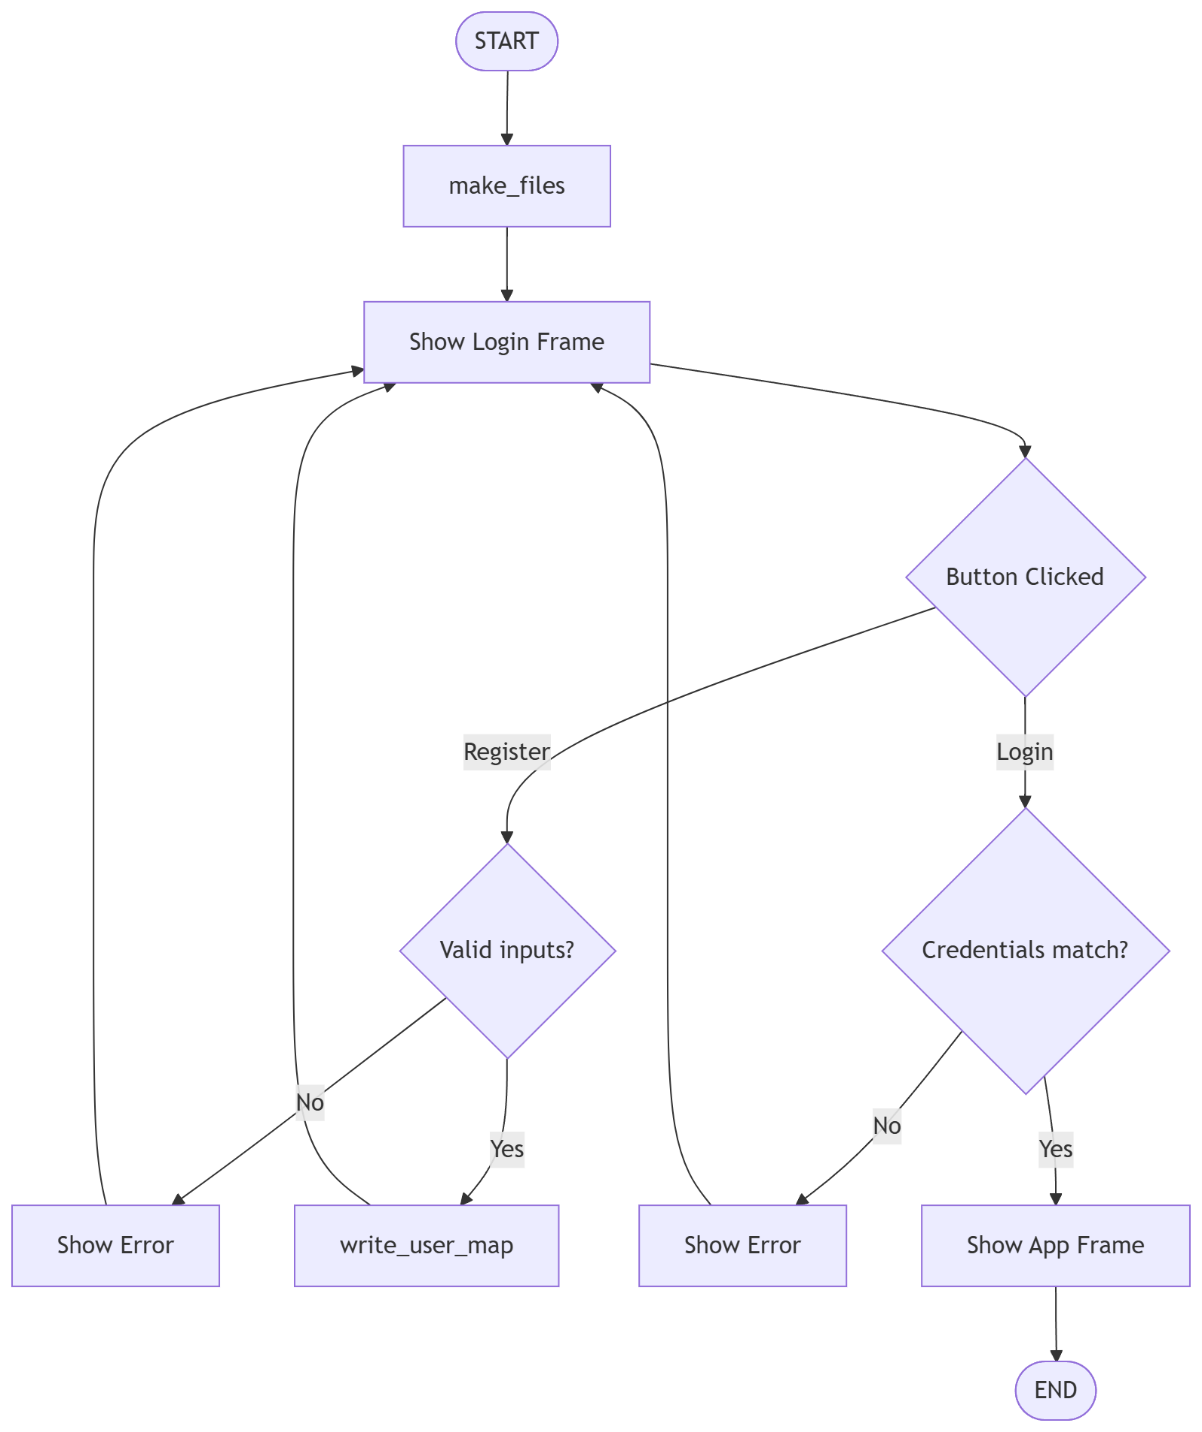 START
make_files
Show Login Frame
Button Clicked
Register
Login
Valid inputs?
Credentials match?
No
No
Yes
Yes
Show Error
write_user_map
Show Error
Show App Frame
END